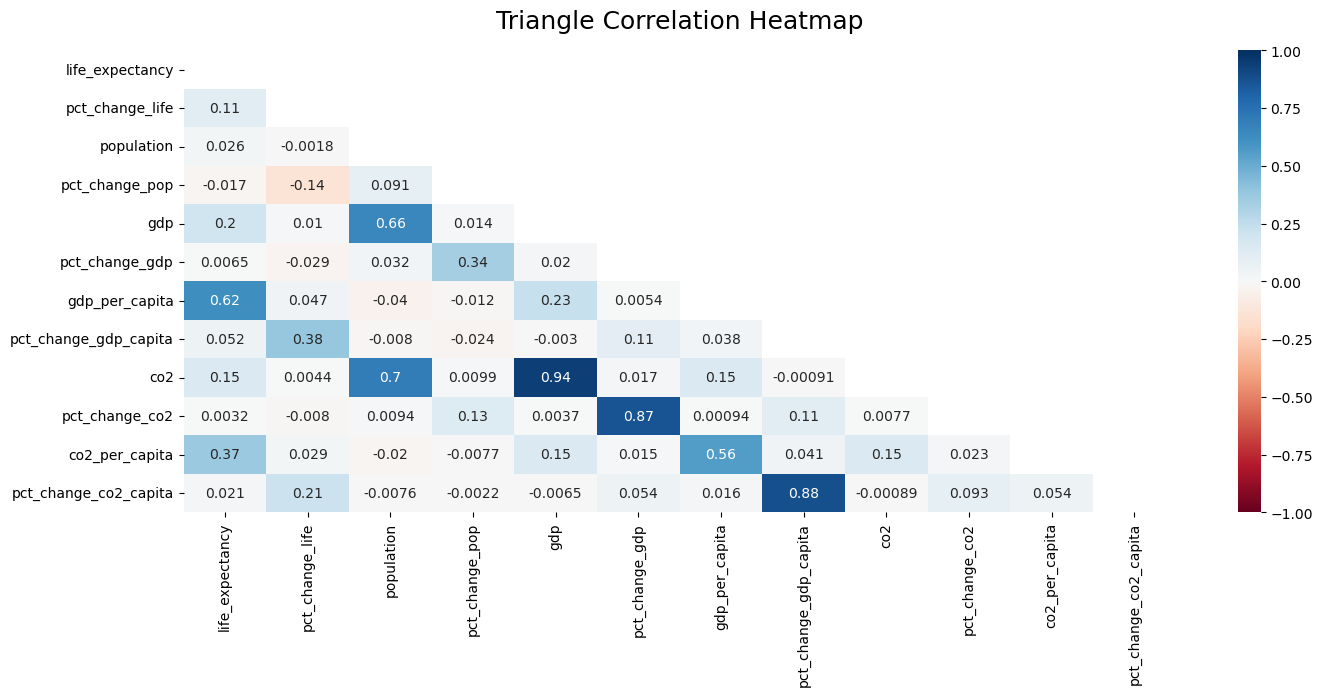 Triangle Correlation Heatmap
life_expectancy
pct_change_life 0.11
population 0.026 -0.0018
pct_change_pop -0.017 -0.14 0.091
gdp 0.2 0.01 0.66 0.014
pct_change_gdp 0.0065 -0.029 0.032 0.34 0.02
gdp_per_capita 0.62 0.047 -0.04 -0.012 0.23 0.0054
pct_change_gdp_capita 0.052 0.38 -0.008 -0.024 -0.003 0.11 0.038
co2 0.15 0.0044 0.7 0.0099 0.94 0.017 0.15 -0.00091
pct_change_co2 0.0032 -0.008 0.0094 0.13 0.0037 0.87 0.00094 0.11 0.0077
co2_per_capita 0.37 0.029 -0.02 -0.0077 0.15 0.015 0.56 0.041 0.15 0.023
pct_change_co2_capita 0.021 0.21 -0.0076 -0.0022 -0.0065 0.054 0.016 0.88 -0.00089 0.093 0.054
life_expectancy
pct_change_life
population
pct_change_pop
gdp
pct_change_gdp
gdp_per_capita
pct_change_gdp_capita
co2
pct_change_co2
co2_per_capita
pct_change_co2_capita
1.00
0.75
0.50
0.25
0.00
−0.25
−0.50
−0.75
−1.00